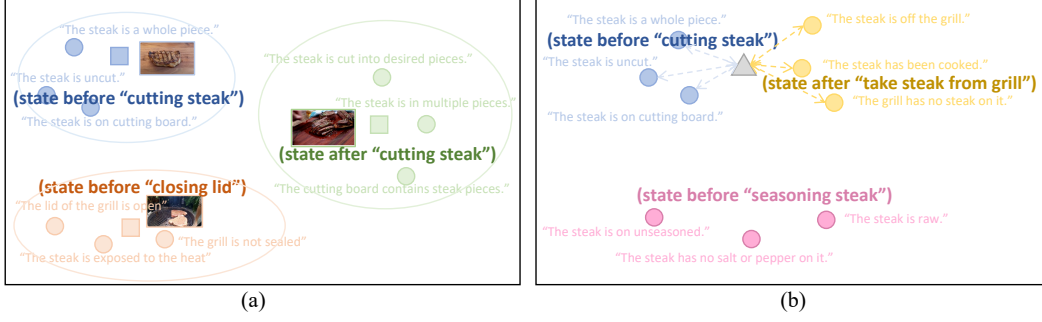 "The steak is a whole piece."
"The steak is uncut."
(state before "cutting steak")
"The steak is on cutting board."
"The steak is cut into desired pieces."
"The steak is in multiple pieces."
(state after "cutting steak")
"The cutting board contains steak pieces."
(state before "closing lid")
"The lid of the grill is open"
"The grill is not sealed"
"The steak is exposed to the heat"
(a)
"The steak is a whole piece."
(state before "cutting steak")
"The steak is uncut."
"The steak is on cutting board."
"The steak is off the grill."
"The steak has been cooked.
(state after "take steak from grill")
"The grill has no steak on it.")
(state before "seasoning steak")
"The steak is raw."
"The steak is on unseasoned."
"The steak has no salt or pepper on it."
(b)